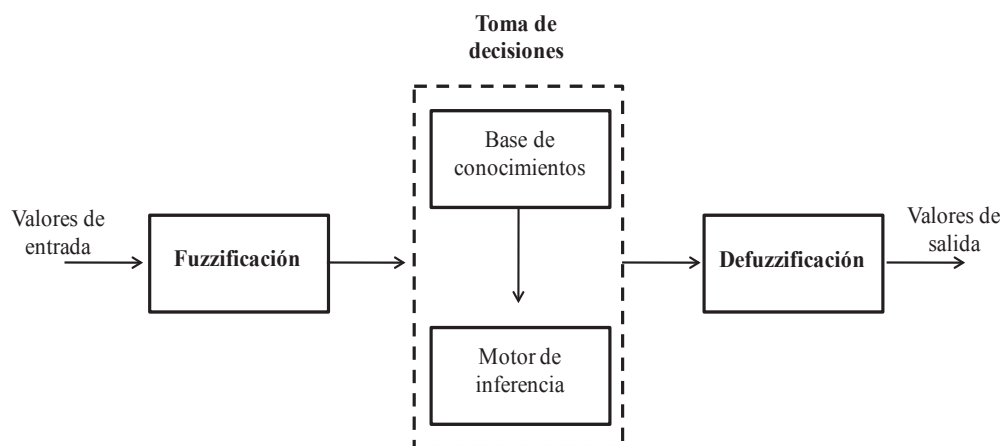 Toma de
decisiones
Base de
conocimientos
Valores de
entrada
Fuzzificación
Motor de
inferencia
Defuzzificación
Valores de
salida